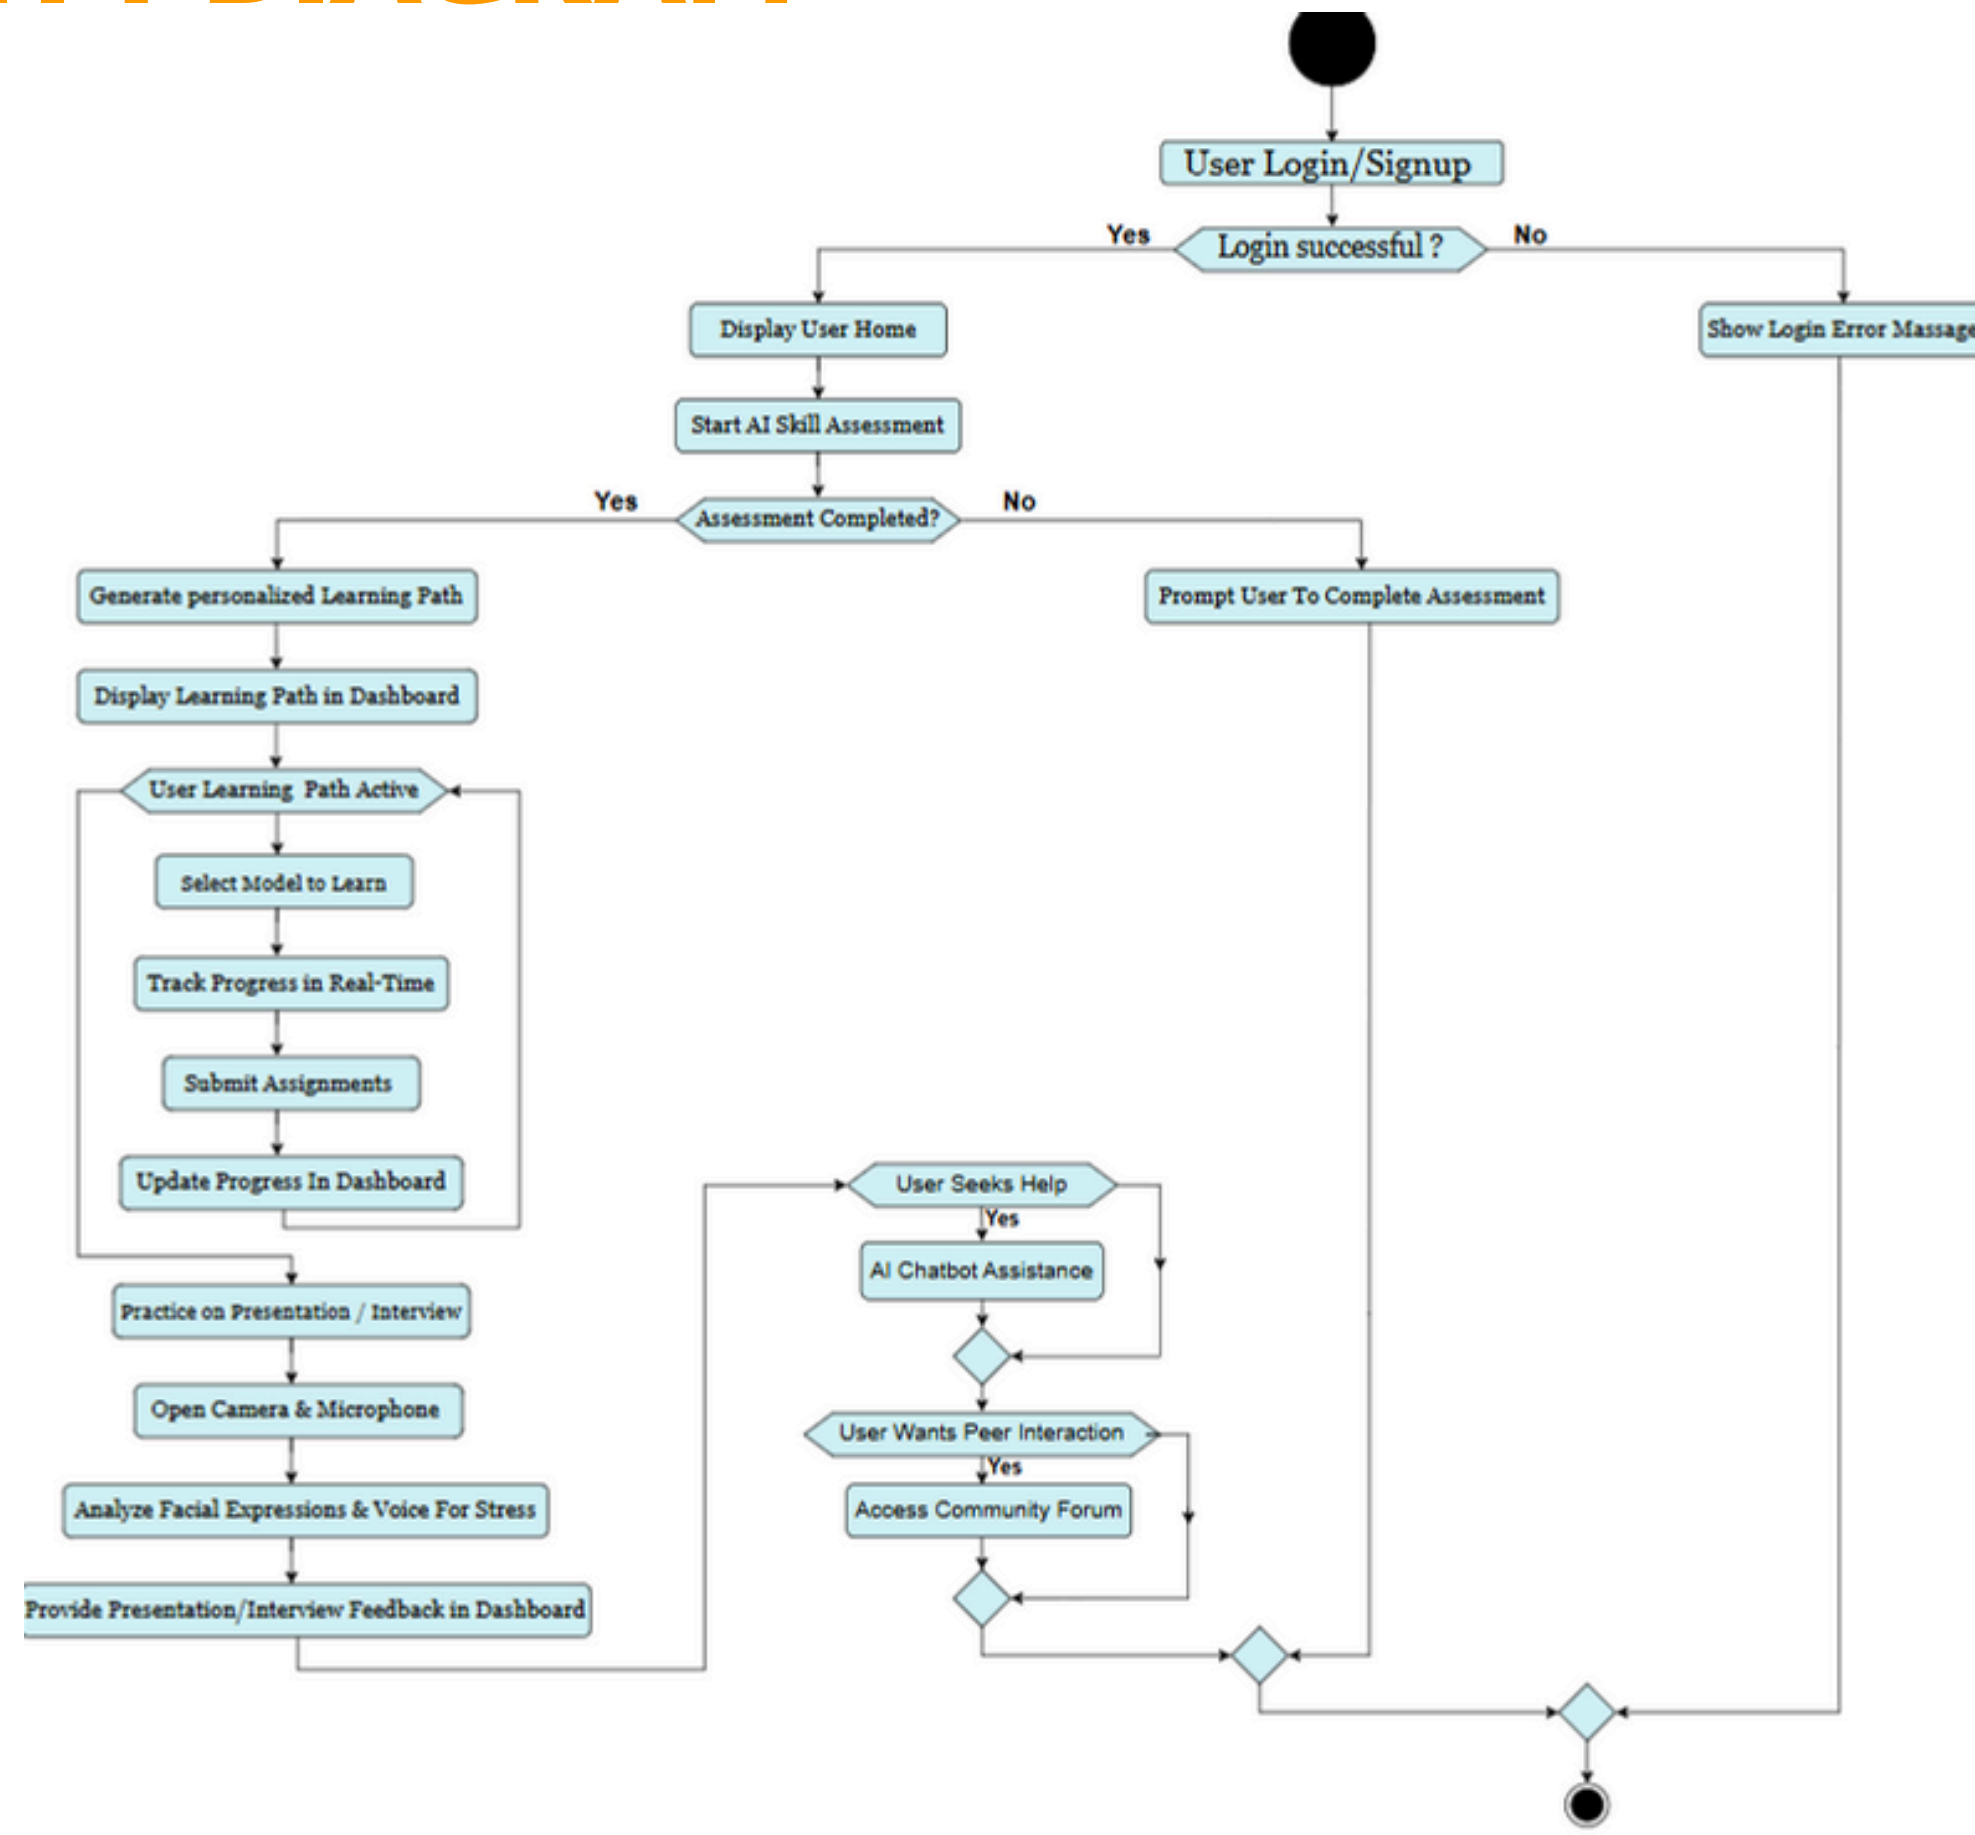 User Login/Signup
Yes
Login successful ?
No
Display User Home
Show Login Error Massage
Start AI Skill Assessment
Yes
Assessment Completed?
No
Generate personalized Learning Path
Prompt User To Complete Assessment
Display Learning Path in Dashboard
User Learning Path Active
Select Model to Learn
Track Progress in Real-Time
Submit Assignments
Update Progress In Dashboard
Practice on Presentation / Interview
Open Camera & Microphone
Analyze Facial Expressions & Voice For Stress
Provide Presentation/Interview Feedback in Dashboard
User Seeks Help
Yes
AI Chatbot Assistance
User Wants Peer Interaction
Yes
Access Community Forum